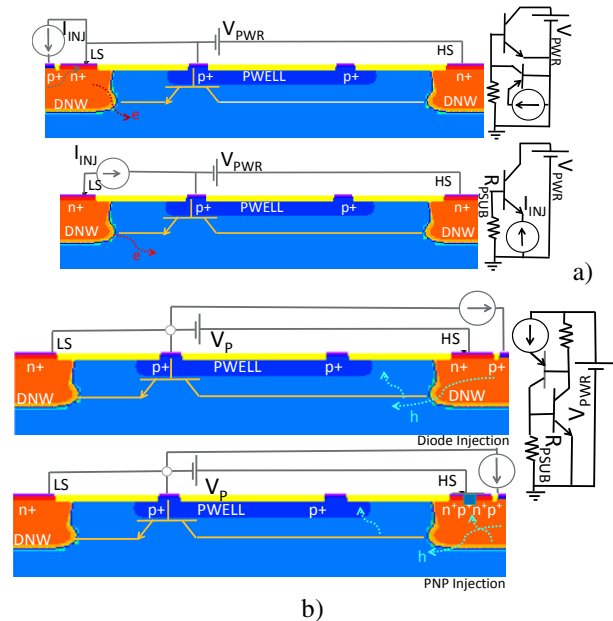 a)
I_INJ
V_PWR
LS
HS
p+ n+
p+
PWELL
n+
DNW
DNW
e
V_PWR
I_INJ
V_PWR
LS
HS
n+
p+
PWELL
n+
DNW
DNW
e
R_PSUB
I_INJ
V_PWR
a)
LS
V_P
HS
n+
p+
PWELL
p+
n+
p+
DNW
DNW
h
Diode Injection
R_PSUB
V_PWR
LS
V_P
HS
n+
p+
PWELL
p+
n+p+n+p+
DNW
DNW
h
PNP Injection
b)